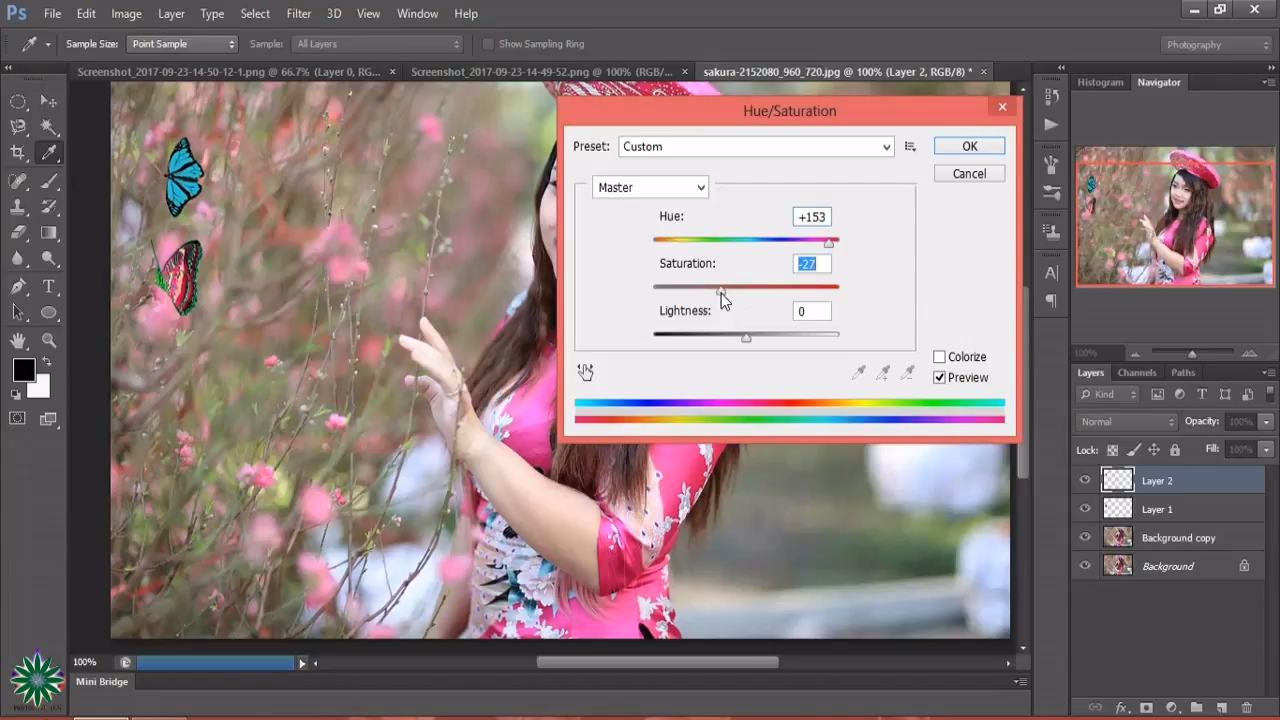 Ps File Edit Image Layer Type Select Filter 3D View Window Help
Sample Size: Point Sample Sample: All Layers Show Sampling Ring Photography
Screenshot_2017-09-23-14-50-12-1.png @ 66.7% (Layer 0, RG... × Screenshot_2017-09-23-14-49-52.png @ 100% (RGB/... × sakura-2152080_960_720.jpg @ 100% (Layer 2, RGB/8) * ×
Histogram Navigator
Hue/Saturation
Preset: Custom OK
Cancel
Master
Hue: +153
Saturation: -27
Lightness: 0
Colorize
Preview
100%
Layers Channels Paths
Kind
Normal Opacity: 100%
Lock: Fill: 100%
Layer 2
Layer 1
Background copy
Background
100%
Mini Bridge